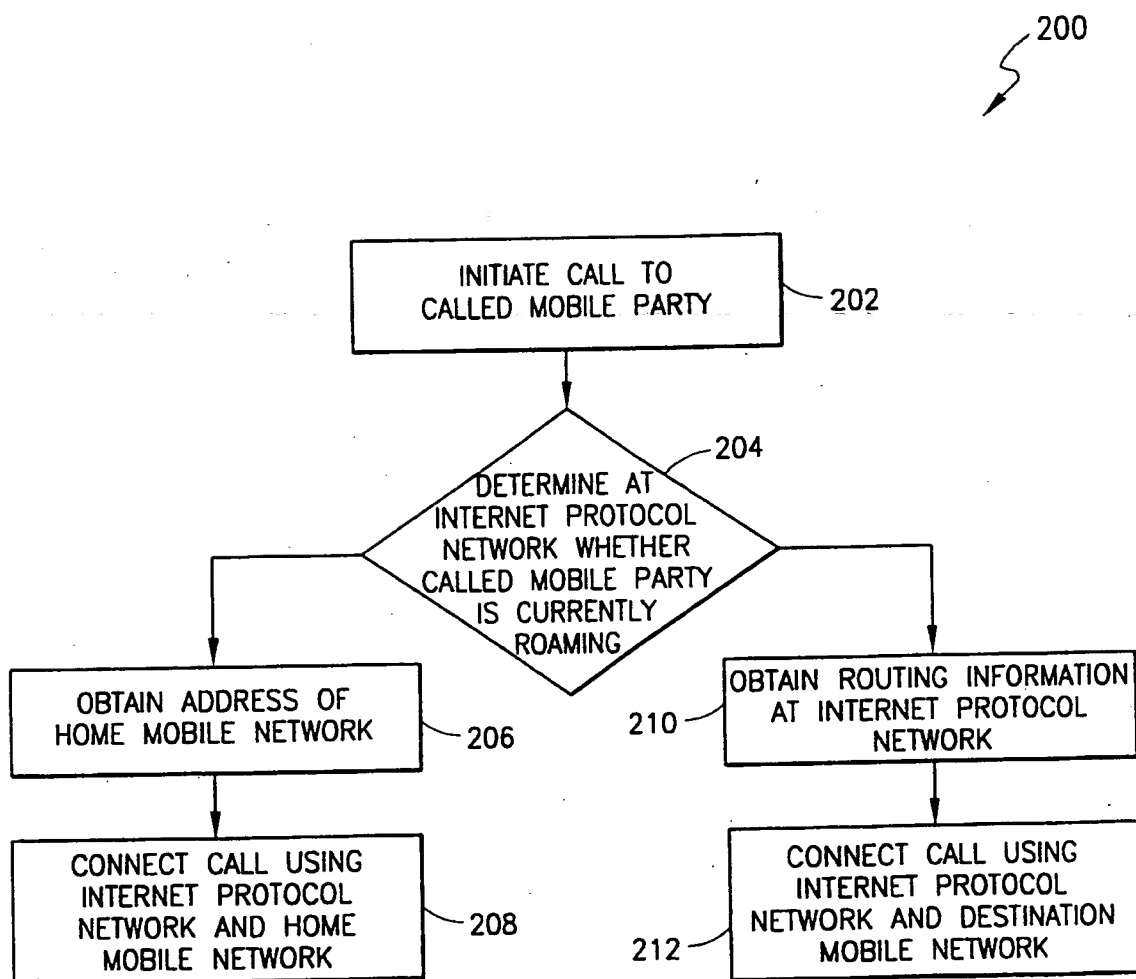 200
INITIATE CALL TO
CALLED MOBILE PARTY
202
204
DETERMINE AT
INTERNET PROTOCOL
NETWORK WHETHER
CALLED MOBILE PARTY
IS CURRENTLY
ROAMING
OBTAIN ADDRESS OF
HOME MOBILE NETWORK
206
210
OBTAIN ROUTING INFORMATION
AT INTERNET PROTOCOL
NETWORK
CONNECT CALL USING
INTERNET PROTOCOL
NETWORK AND HOME
MOBILE NETWORK
208
212
CONNECT CALL USING
INTERNET PROTOCOL
NETWORK AND DESTINATION
MOBILE NETWORK